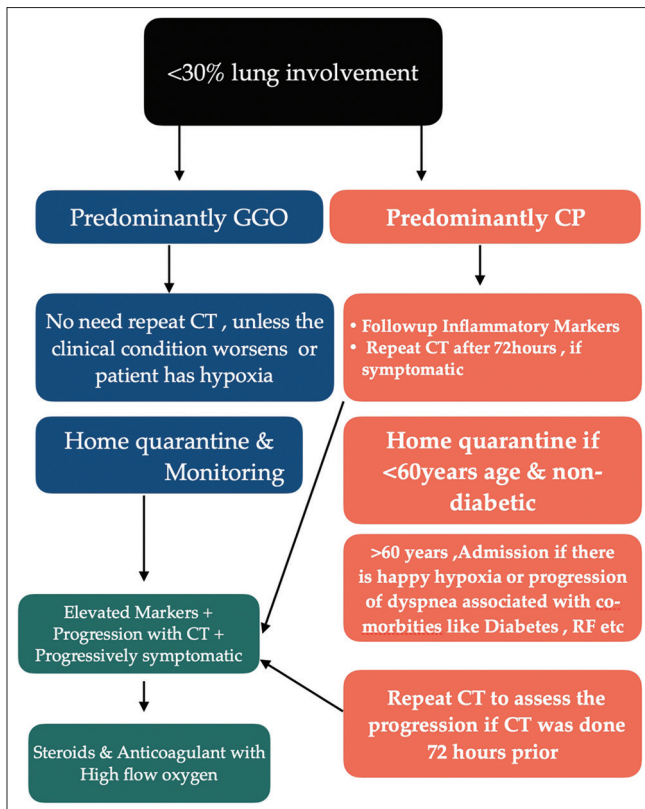 <30% lung involvement
Predominantly GGO
Predominantly CP
No need repeat CT , unless the
clinical condition worsens or
patient has hypoxia
• Followup Inflammatory Markers
• Repeat CT after 72hours , if
symptomatic
Home quarantine &
Monitoring
Home quarantine if
<60years age & non-
diabetic
>60 years ,Admission if there
is happy hypoxia or progression
of dyspnea associated with co-
morbities like Diabetes , RF etc
Elevated Markers +
Progression with CT +
Progressively symptomatic
Repeat CT to assess the
progression if CT was done
72 hours prior
Steroids & Anticoagulant with
High flow oxygen